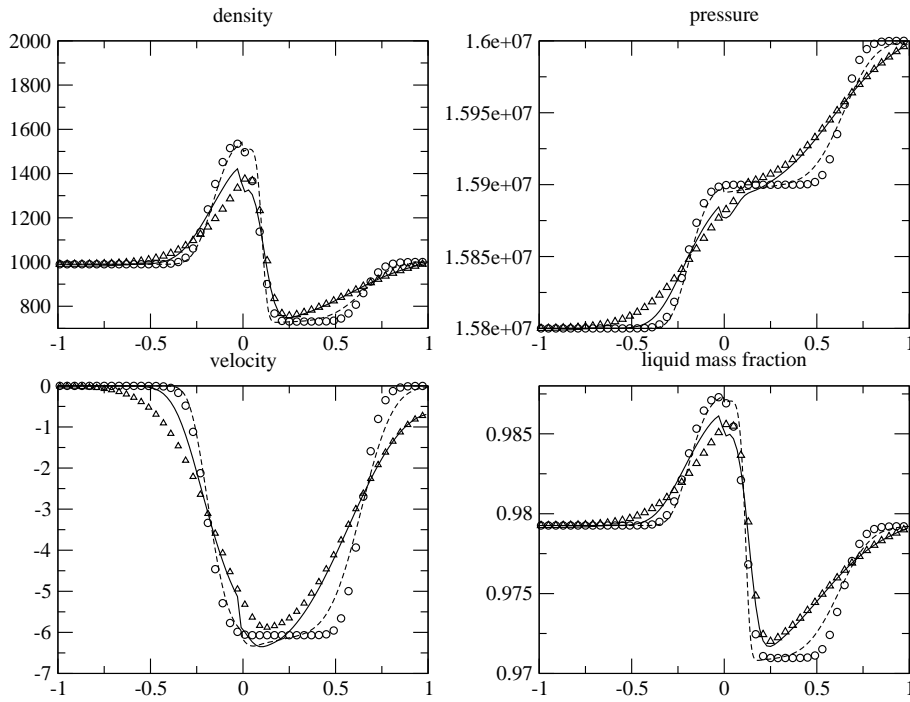 density
2000
1800
1600
1400
1200
1000
800
-1 -0.5 0 0.5 1
pressure
1.6e+07
1.595e+07
1.59e+07
1.585e+07
1.58e+07
-1 -0.5 0 0.5 1
velocity
0
-1
-2
-3
-4
-5
-6
-7
-1 -0.5 0 0.5 1
liquid mass fraction
0.985
0.98
0.975
0.97
-1 -0.5 0 0.5 1